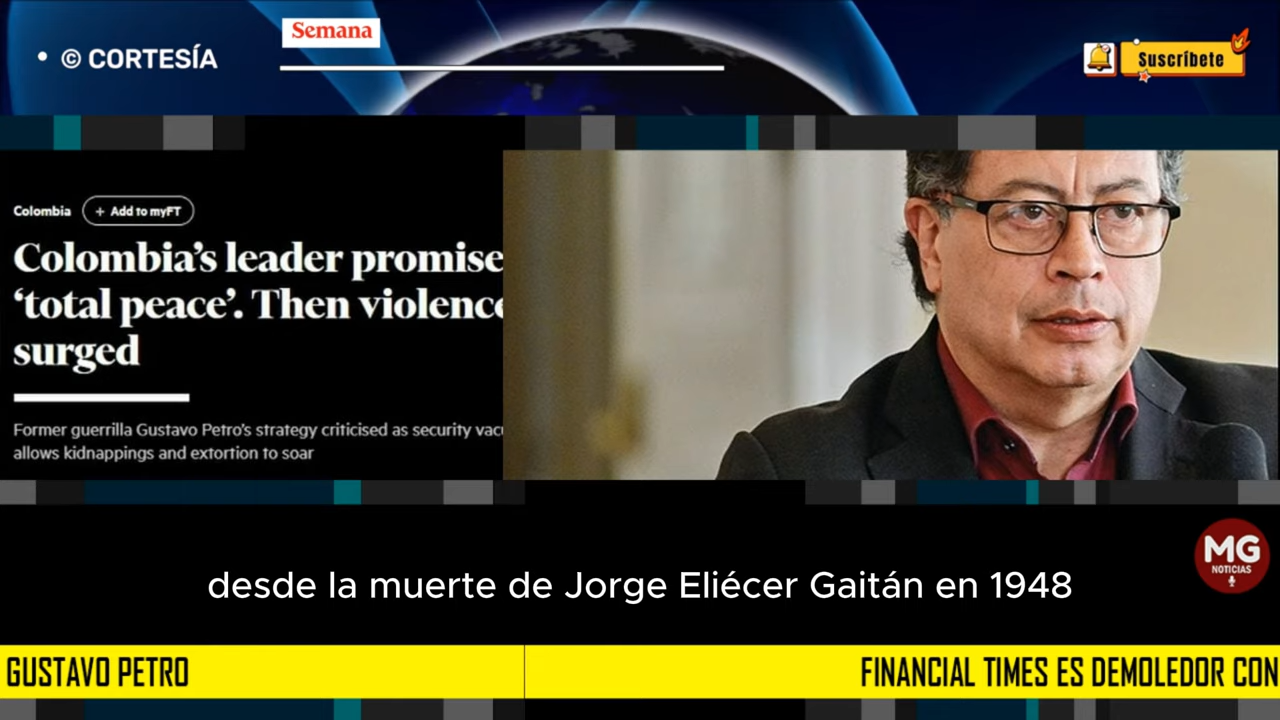 Semana
• © CORTESÍA
Suscríbete
Colombia
+ Add to myFT
Colombia's leader promise
'total peace'. Then violence
surged
Former guerrilla Gustavo Petro's strategy criticised as security
allows kidnappings and extortion to soar
MG
NOTICIAS
desde la muerte de Jorge Eliécer Gaitán en 1948
GUSTAVO PETRO
FINANCIAL TIMES ES DEMOLEDOR CON